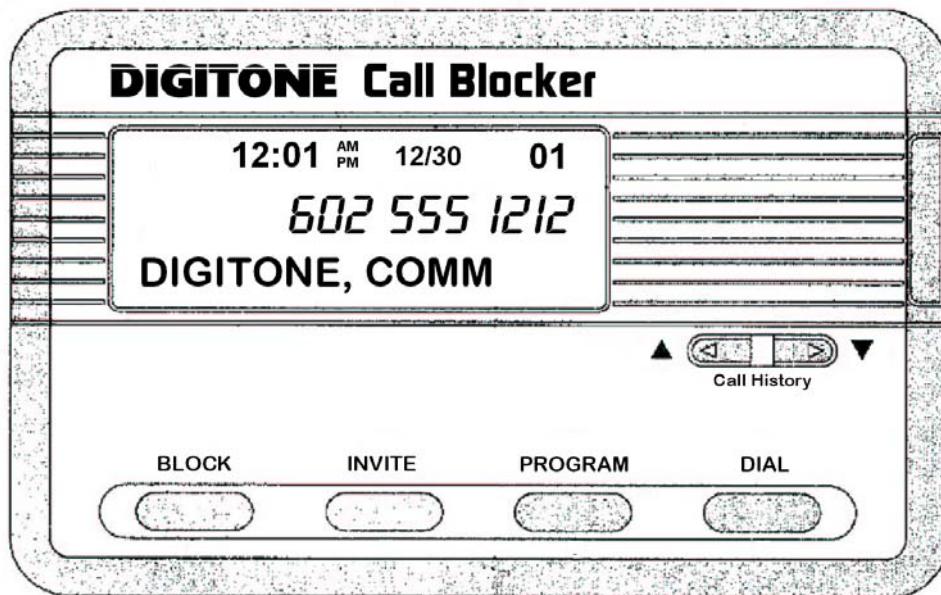 DIGITONE Call Blocker
12:01 AM PM 12/30 01
602 555 1212
DIGITONE, COMM
Call History
BLOCK INVITE PROGRAM DIAL